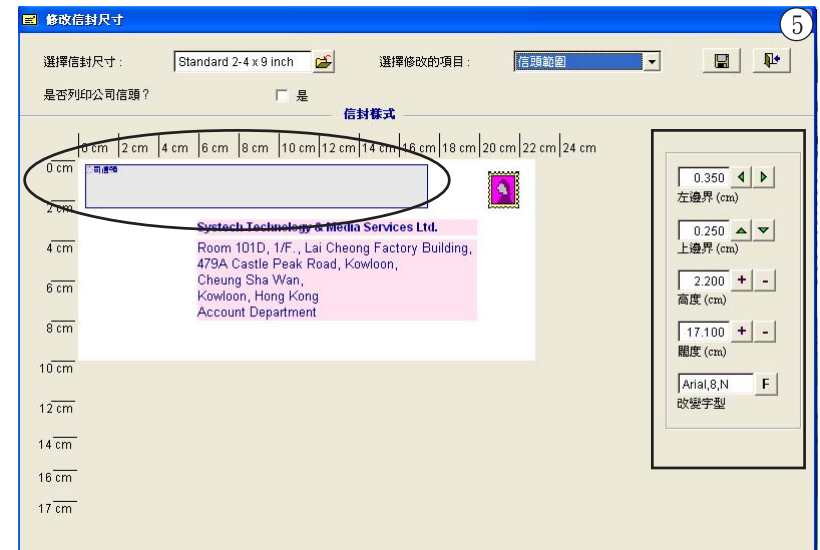 修改信封尺寸
5
選擇信封尺寸 : Standard 2-4 x 9 inch 選擇修改的項目 : 信頭範圍
是否列印公司信頭? 是
信封樣式
0 cm 2 cm 4 cm 6 cm 8 cm 10 cm 12 cm 14 cm 16 cm 18 cm 20 cm 22 cm 24 cm
0 cm
公司信頭
2 cm
Systech Technology & Media Services Ltd.
4 cm
Room 101D, 1/F., Lai Cheong Factory Building,
479A Castle Peak Road, Kowloon,
6 cm
Cheung Sha Wan,
Kowloon, Hong Kong
Account Department
8 cm
10 cm
12 cm
14 cm
16 cm
17 cm
0.350
左邊界 (cm)
0.250
上邊界 (cm)
2.200 + -
高度 (cm)
17.100 + -
闊度 (cm)
Arial,8,N F
改變字型